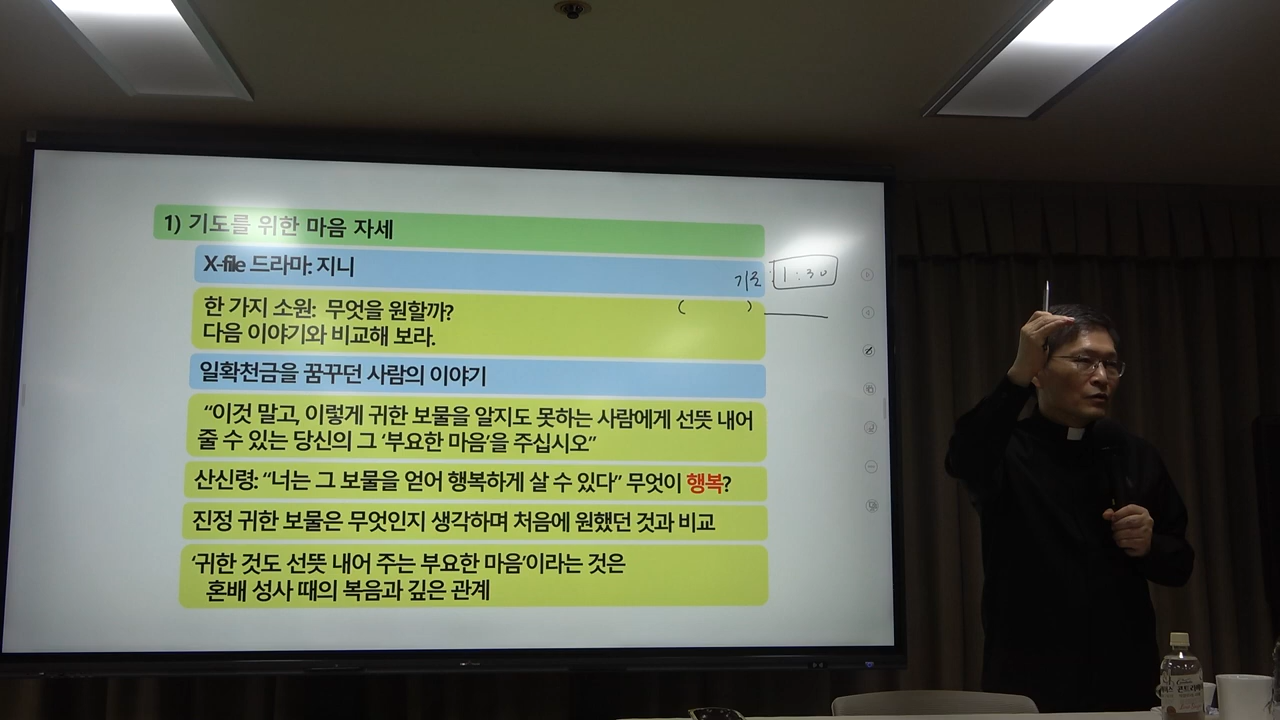 1) 기도를 위한 마음 자세
X-file 드라마: 지니
기도 1:30
( )
한 가지 소원: 무엇을 원할까?
다음 이야기와 비교해 보라.
일확천금을 꿈꾸던 사람의 이야기
“이것 말고, 이렇게 귀한 보물을 알지도 못하는 사람에게 선뜻 내어
줄 수 있는 당신의 그 ‘부요한 마음’을 주십시오”
산신령: “너는 그 보물을 얻어 행복하게 살 수 있다” 무엇이 행복?
진정 귀한 보물은 무엇인지 생각하며 처음에 원했던 것과 비교
‘귀한 것도 선뜻 내어 주는 부요한 마음’이라는 것은
혼배 성사 때의 복음과 깊은 관계